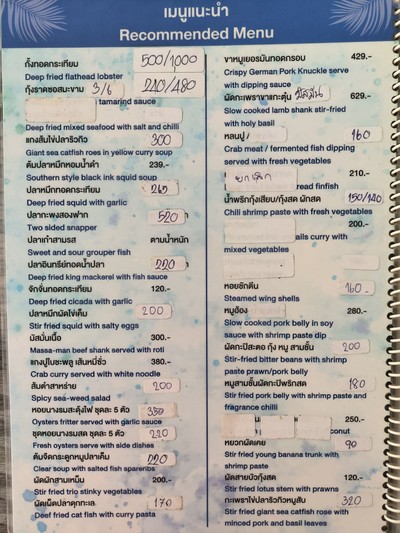 เมนูแนะนำ
Recommended Menu
กั้งทอดกระเทียม 500/1000
Deep fried flathead lobster
กุ้งราดซอสมะขาม 3/6 240/480
tamarind sauce
Deep fried mixed seafood with salt and chilli
แกงส้มไข่ปลาริวกิว 300
Giant sea catfish roes in yellow curry soup
ต้มปลาหมึกหอมน้ำดำ 239.-
Southern style black ink squid soup
ปลาหมึกทอดกระเทียม
Deep fried squid with garlic
ปลากะพงสองฝาก 520
Two sided snapper
ปลาเก๋าสามรส ตามน้ำหนัก
Sweet and sour grouper fish
ปลาอินทรีย์ทอดน้ำปลา 220
Deep fried king mackerel with fish sauce
จักจั่นทอดกระเทียม 120.-
Deep fried cicada with garlic
ปลาหมึกผัดไข่เค็ม 200
Stir fried squid with salty eggs
มัสมั่นเนื้อ 300.-
Massa-man beef shank served with roti
แกงปูใบชะพลู เส้นหมี่ขั่ว 380.-
Crab curry served with white noodle
ส้มตำสาหร่าย 200
Spicy sea-weed salad
หอยนางรมสะดุ้งไฟ ชุดละ 5 ตัว 350
Oysters fritter served with garlic sauce
ชุดหอยนางรมสด ชุดละ 5 ตัว 220
Fresh oysters serve with side dishes
ต้มจืดกระดูกหมูปลาเค็ม 220
Clear soup with salted fish spareribs
ผัดผักสามเหม็น 200.-
Stir fried trio stinky vegetables
ผัดเผ็ดปลาดุกทะเล 170
Deef fried cat fish with curry pasta
ขาหมูเยอรมันทอดกรอบ 429.-
Crispy German Pork Knuckle serve
with dipping sauce
ผัดกะเพราขาแกะตุ๋น 629.-
Slow cooked lamb shank stir-fried
with holy basil
หลนปู / 160
Crab meat / fermented fish dipping
served with fresh vegetables
210.-
read finfish
น้ำพริกกุ้งเสียบ/กุ้งสด ผักสด 150/140
Chili shrimp paste with fresh vegetables
200.-
ails curry with
mixed vegetables
หอยชักตีน 160.-
Steamed wing shells
หมูฮ้อง 280.-
Slow cooked pork belly in soy
sauce with shrimp paste dip
ผัดกะปิสะตอ กุ้ง หมู สามชั้น 200
Stir-fried bitter beans with shrimp
paste prawn/pork belly
หมูสามชั้นผัดกะปิพริกสด 180
Stir fried pork belly with shrimp paste and
fragrance chilli
250.-
conut
หยวกผัดเคย 90
Stir fried young banana trunk with
shrimp paste
ผัดสายบัวกุ้งสด 200.-
Stir fried lotus stem with prawns
กะเพราไข่ปลาริวกิวหมูสับ 320
Stir fried giant sea catfish rose with
minced pork and basil leaves